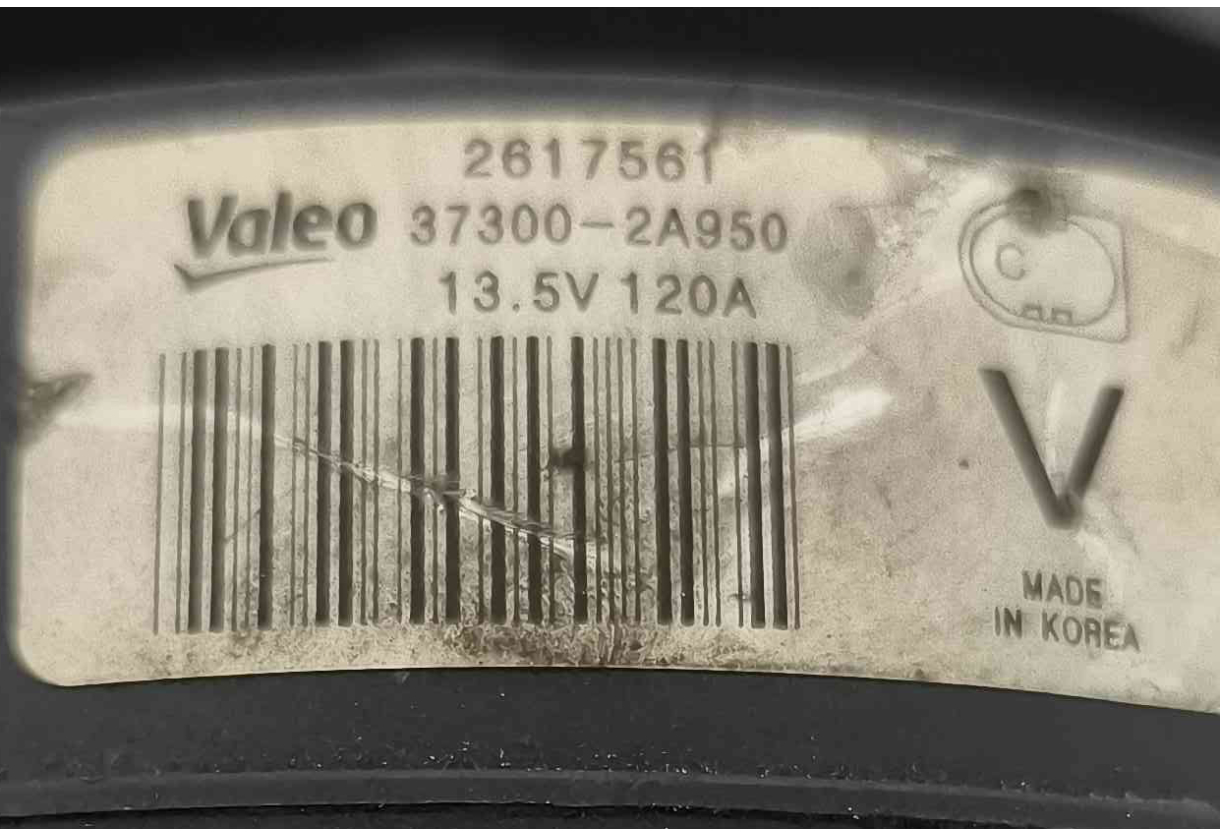 2617561
Valeo 37300-2A950
13.5V 120A
C
V
MADE
IN KOREA